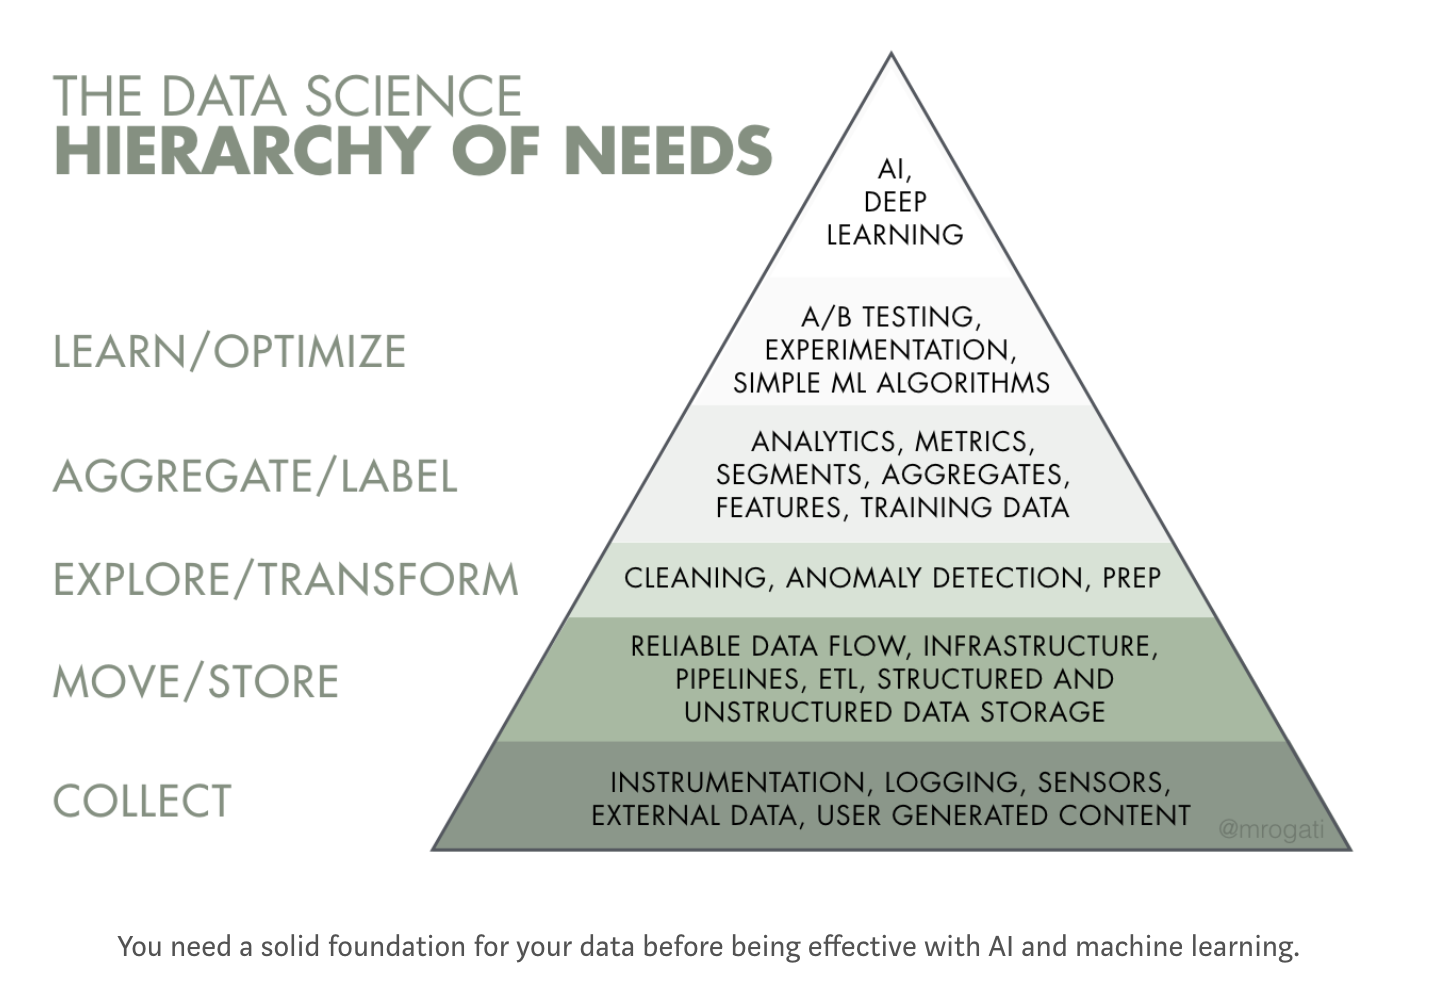 THE DATA SCIENCE
HIERARCHY OF NEEDS
AI,
DEEP
LEARNING
LEARN/OPTIMIZE
A/B TESTING,
EXPERIMENTATION,
SIMPLE ML ALGORITHMS
AGGREGATE/LABEL
ANALYTICS, METRICS,
SEGMENTS, AGGREGATES,
FEATURES, TRAINING DATA
EXPLORE/TRANSFORM
CLEANING, ANOMALY DETECTION, PREP
MOVE/STORE
RELIABLE DATA FLOW, INFRASTRUCTURE,
PIPELINES, ETL, STRUCTURED AND
UNSTRUCTURED DATA STORAGE
COLLECT
INSTRUMENTATION, LOGGING, SENSORS,
EXTERNAL DATA, USER GENERATED CONTENT
@mrogati
You need a solid foundation for your data before being effective with AI and machine learning.